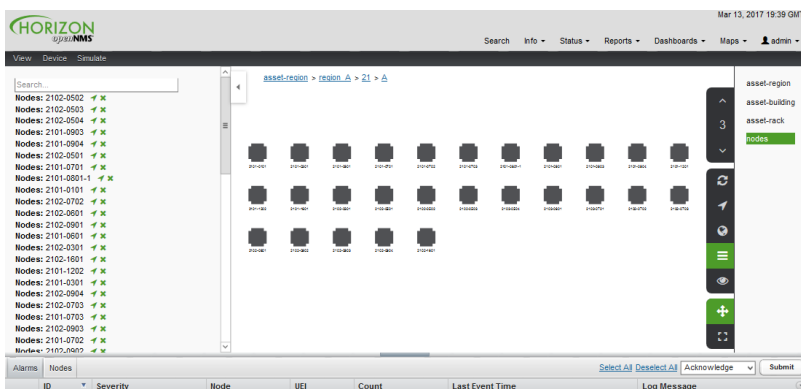 Mar 13, 2017 19:39 GMT
HORIZON
openNMS
Search Info Status Reports Dashboards Maps admin
View Device Simulate
Search...
asset-region > region_A > 21 > A
Nodes: 2102-0502
Nodes: 2102-0503
Nodes: 2102-0504
Nodes: 2101-0903
Nodes: 2101-0904
Nodes: 2102-0501
Nodes: 2101-0701
Nodes: 2101-0801-1
Nodes: 2101-0101
Nodes: 2102-0702
Nodes: 2102-0601
Nodes: 2102-0901
Nodes: 2101-0601
Nodes: 2102-0301
Nodes: 2102-1601
Nodes: 2101-1202
Nodes: 2101-0301
Nodes: 2102-0904
Nodes: 2102-0703
Nodes: 2101-0703
Nodes: 2102-0903
Nodes: 2101-0702
Nodes: 2102-0902
3
asset-region
asset-building
asset-rack
nodes
Alarms Nodes
Select All Deselect All Acknowledge Submit
ID Severity Node UEI Count Last Event Time Log Message